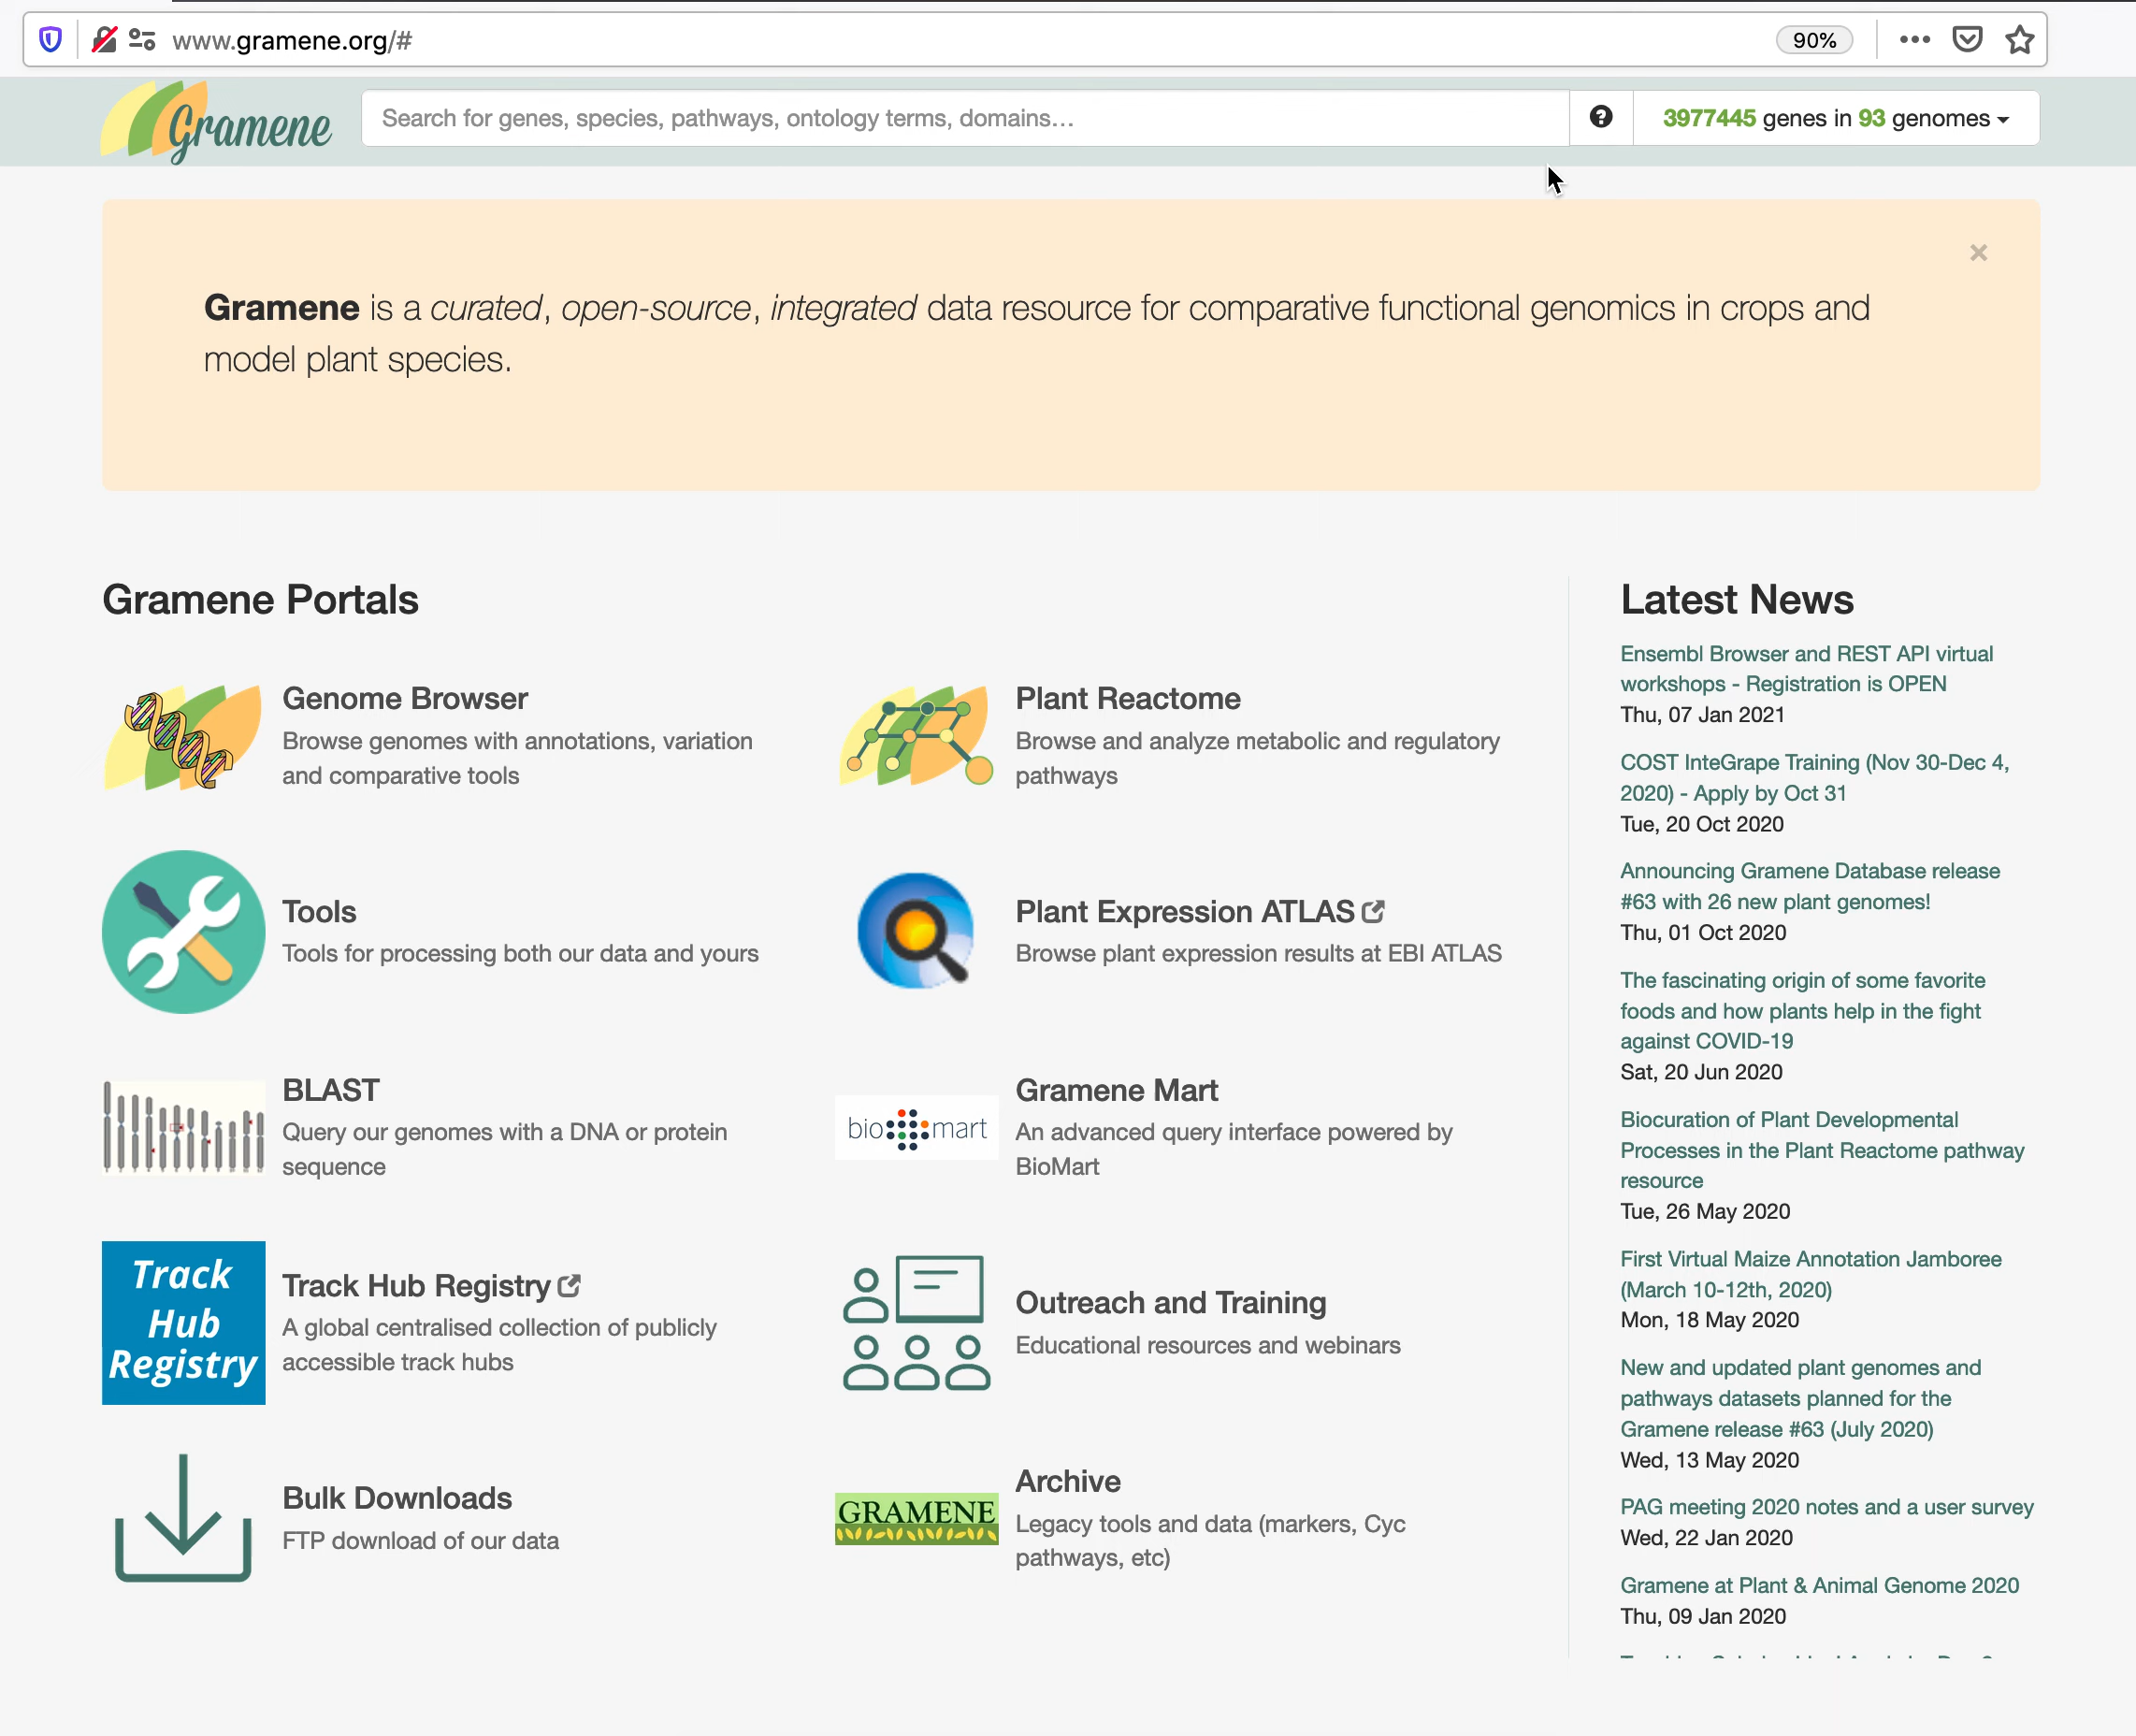 www.gramene.org/#
90%
Gramene
Search for genes, species, pathways, ontology terms, domains...
3977445 genes in 93 genomes
Gramene is a curated, open-source, integrated data resource for comparative functional genomics in crops and
model plant species.
Gramene Portals
Genome Browser
Browse genomes with annotations, variation
and comparative tools
Plant Reactome
Browse and analyze metabolic and regulatory
pathways
Tools
Tools for processing both our data and yours
Plant Expression ATLAS
Browse plant expression results at EBI ATLAS
BLAST
Query our genomes with a DNA or protein
sequence
bio mart
Gramene Mart
An advanced query interface powered by
BioMart
Track
Hub
Registry
Track Hub Registry
A global centralised collection of publicly
accessible track hubs
Outreach and Training
Educational resources and webinars
Bulk Downloads
FTP download of our data
GRAMENE
Archive
Legacy tools and data (markers, Cyc
pathways, etc)
Latest News
Ensembl Browser and REST API virtual
workshops - Registration is OPEN
Thu, 07 Jan 2021
COST InteGrape Training (Nov 30-Dec 4,
2020) - Apply by Oct 31
Tue, 20 Oct 2020
Announcing Gramene Database release
#63 with 26 new plant genomes!
Thu, 01 Oct 2020
The fascinating origin of some favorite
foods and how plants help in the fight
against COVID-19
Sat, 20 Jun 2020
Biocuration of Plant Developmental
Processes in the Plant Reactome pathway
resource
Tue, 26 May 2020
First Virtual Maize Annotation Jamboree
(March 10-12th, 2020)
Mon, 18 May 2020
New and updated plant genomes and
pathways datasets planned for the
Gramene release #63 (July 2020)
Wed, 13 May 2020
PAG meeting 2020 notes and a user survey
Wed, 22 Jan 2020
Gramene at Plant & Animal Genome 2020
Thu, 09 Jan 2020